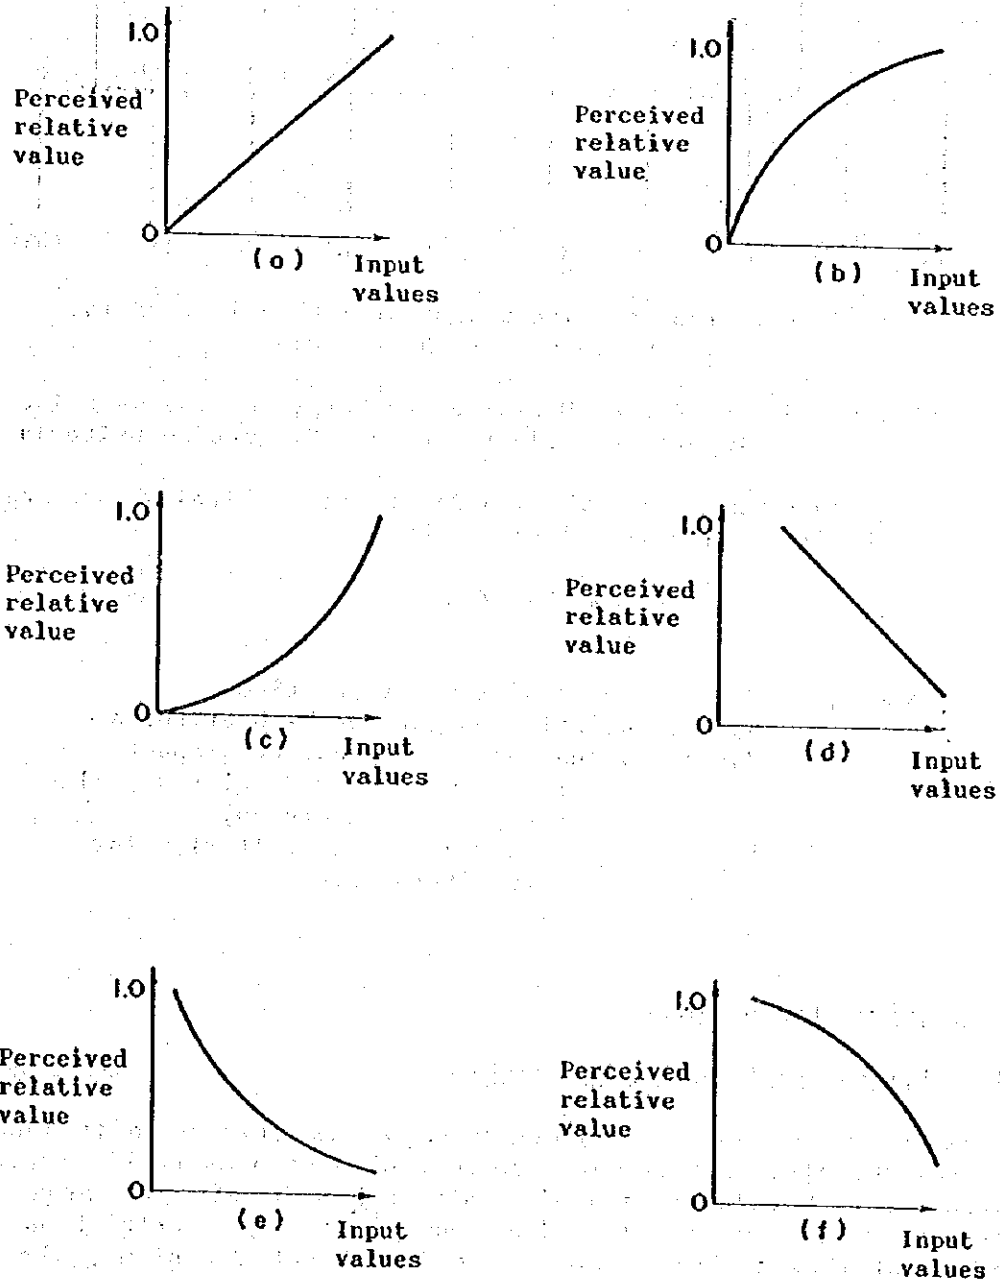 1.0
Perceived
relative
value
0
(a)
Input
values
1.0
Perceived
relative
value
0
(b)
Input
values
1.0
Perceived
relative
value
0
(c)
Input
values
1.0
Perceived
relative
value
0
(d)
Input
values
1.0
Perceived
relative
value
0
(e)
Input
values
1.0
Perceived
relative
value
0
(f)
Input
values